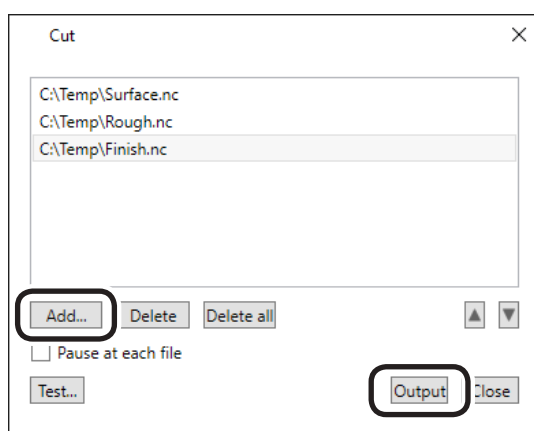 Cut
C:\Temp\Surface.nc
C:\Temp\Rough.nc
C:\Temp\Finish.nc
Add... Delete Delete all
Pause at each file
Test... Output Close